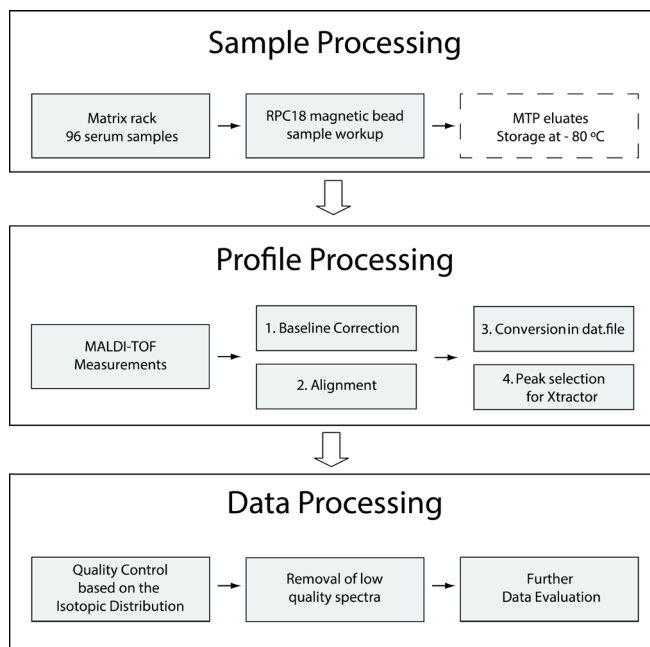 Sample Processing
Matrix rack
96 serum samples
RPC18 magnetic bead
sample workup
MTP eluates
Storage at - 80 ºC
Profile Processing
MALDI-TOF
Measurements
1. Baseline Correction
2. Alignment
3. Conversion in dat.file
4. Peak selection
for Xtractor
Data Processing
Quality Control
based on the
Isotopic Distribution
Removal of low
quality spectra
Further
Data Evaluation